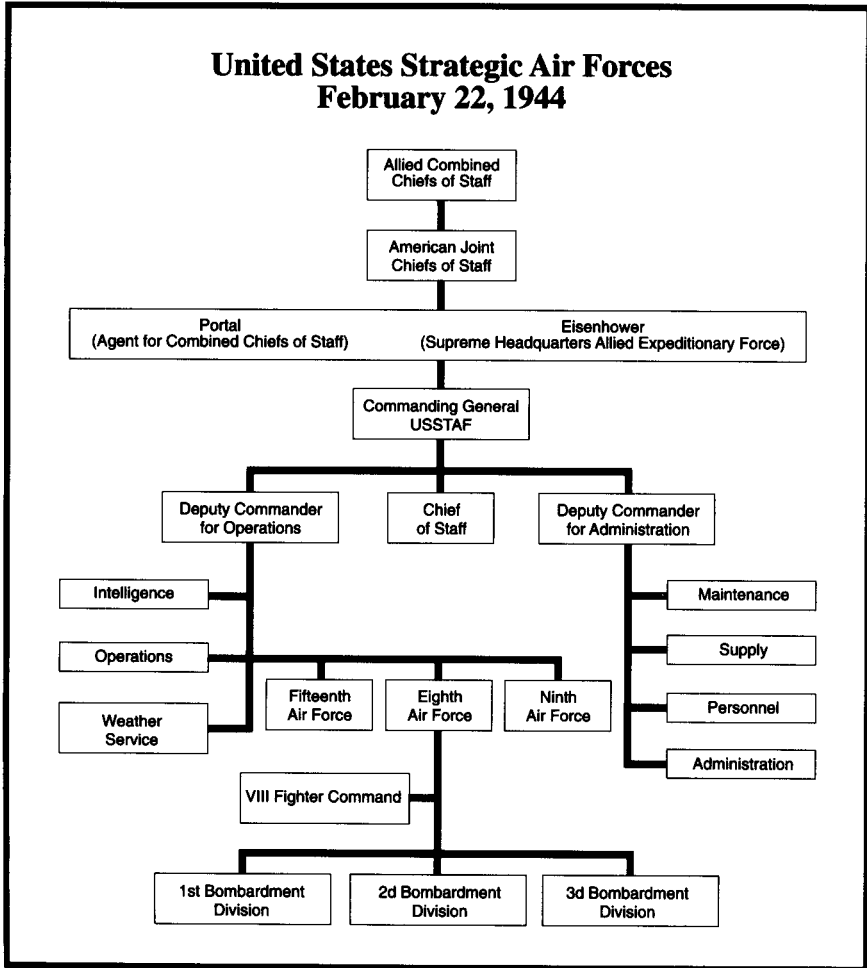 United States Strategic Air Forces
February 22, 1944
Allied Combined
Chiefs of Staff
American Joint
Chiefs of Staff
Portal
(Agent for Combined Chiefs of Staff)
Eisenhower
(Supreme Headquarters Allied Expeditionary Force)
Commanding General
USSTAF
Deputy Commander
for Operations
Chief
of Staff
Deputy Commander
for Administration
Intelligence
Operations
Weather
Service
Fifteenth
Air Force
Eighth
Air Force
Ninth
Air Force
Maintenance
Supply
Personnel
Administration
VIII Fighter Command
1st Bombardment
Division
2d Bombardment
Division
3d Bombardment
Division